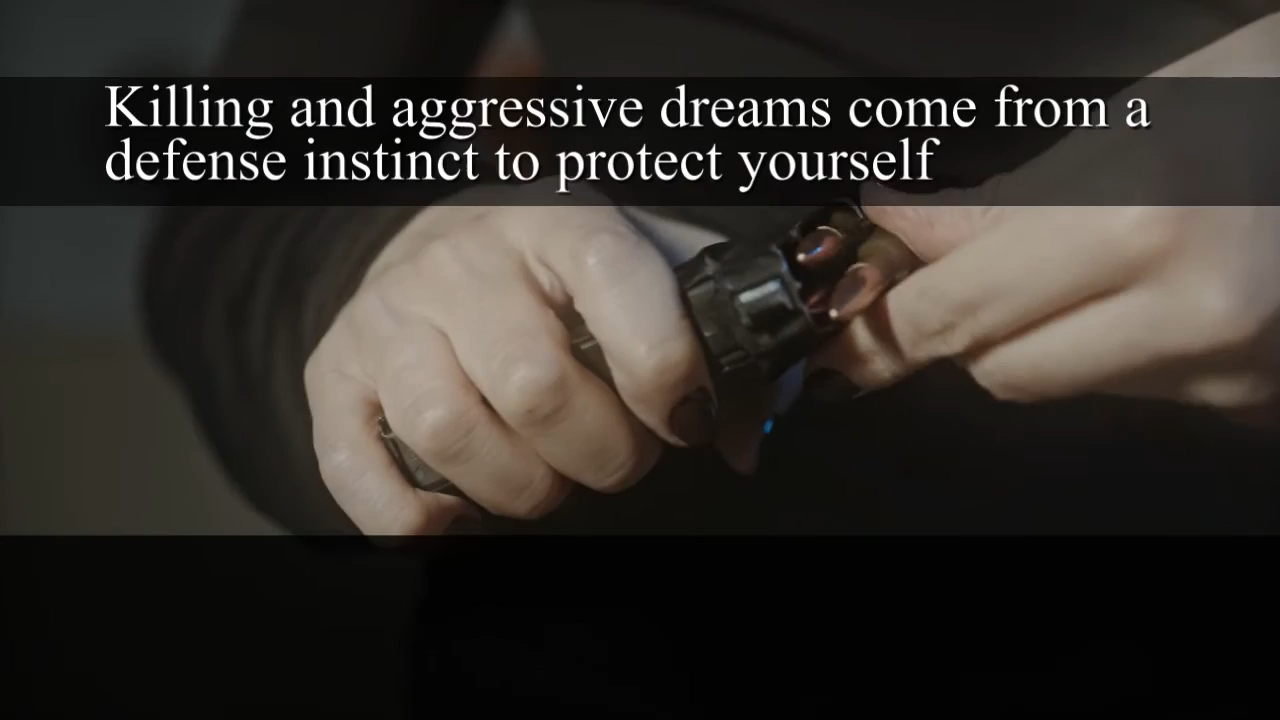 Killing and aggressive dreams come from a
defense instinct to protect yourself